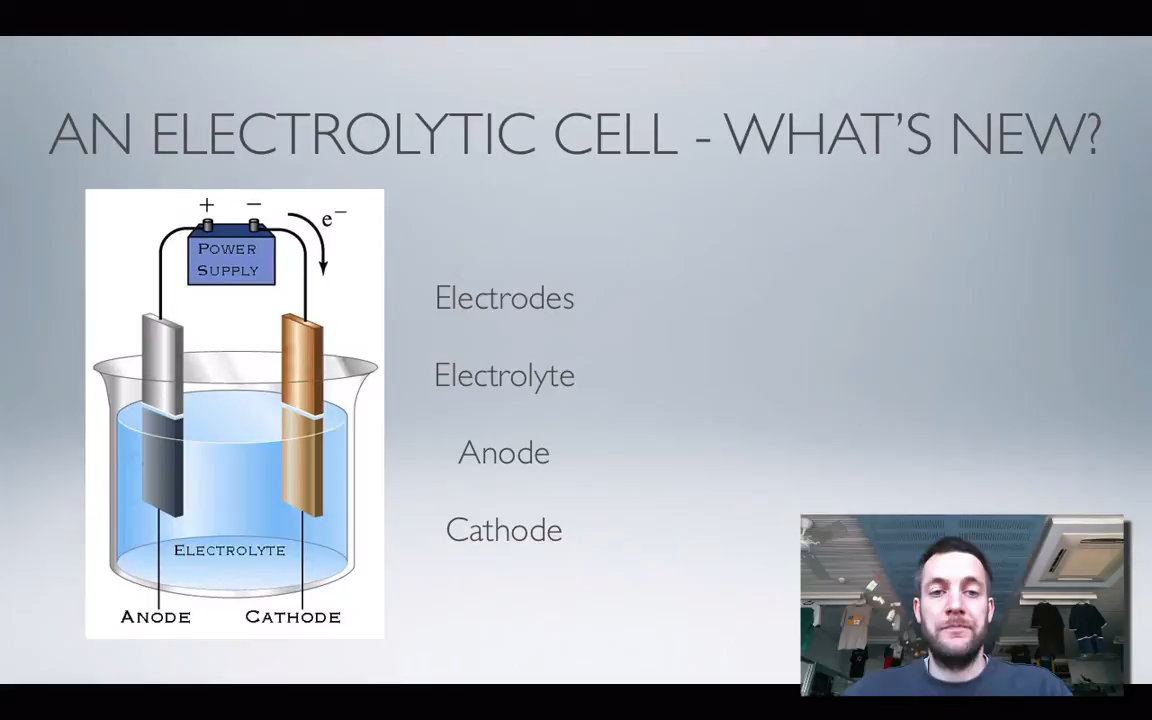 AN ELECTROLYTIC CELL - WHAT'S NEW?
+ −
e−
POWER
SUPPLY
Electrodes
Electrolyte
Anode
Cathode
ELECTROLYTE
ANODE CATHODE